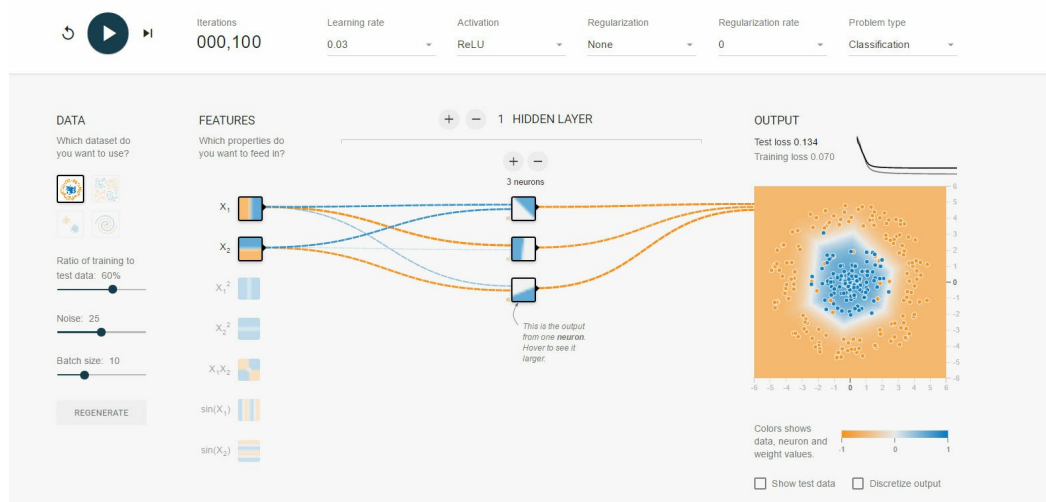 Iterations
000,100
Learning rate
0.03
Activation
ReLU
Regularization
None
Regularization rate
0
Problem type
Classification
DATA
Which dataset do
you want to use?
Ratio of training to
test data: 60%
Noise: 25
Batch size: 10
REGENERATE
FEATURES
Which properties do
you want to feed in?
X₁
X₂
X₁²
X₂²
X₁X₂
sin(X₁)
sin(X₂)
+ − 1 HIDDEN LAYER
+ −
3 neurons
This is the output
from one neuron.
Hover to see it
larger.
OUTPUT
Test loss 0.134
Training loss 0.070
6
5
4
3
2
1
0
-1
-2
-3
-4
-5
-6
-6 -5 -4 -3 -2 -1 0 1 2 3 4 5 6
Colors shows
data, neuron and
weight values.
-1 0 1
Show test data
Discretize output